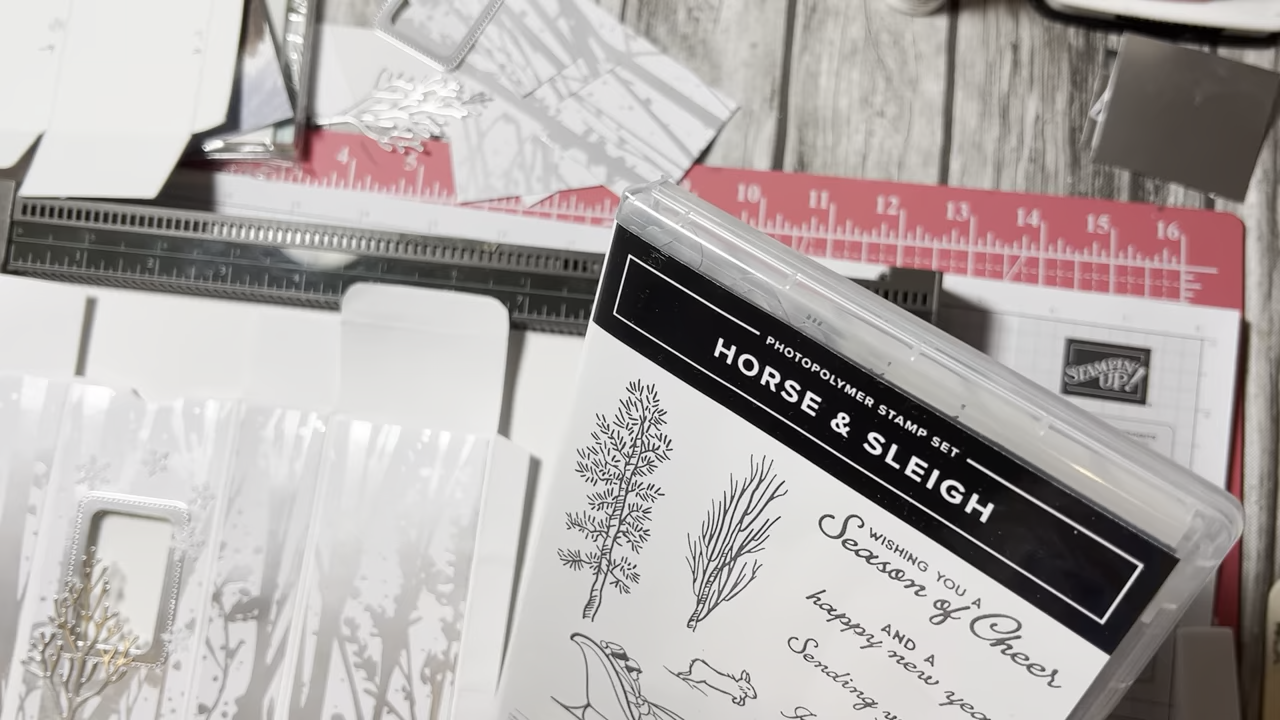 4 5 10 11 12 13 14 15 16
STAMPIN' UP!
PHOTOPOLYMER STAMP SET
HORSE & SLEIGH
WISHING YOU A
Season of Cheer
AND A
happy new year
Sending